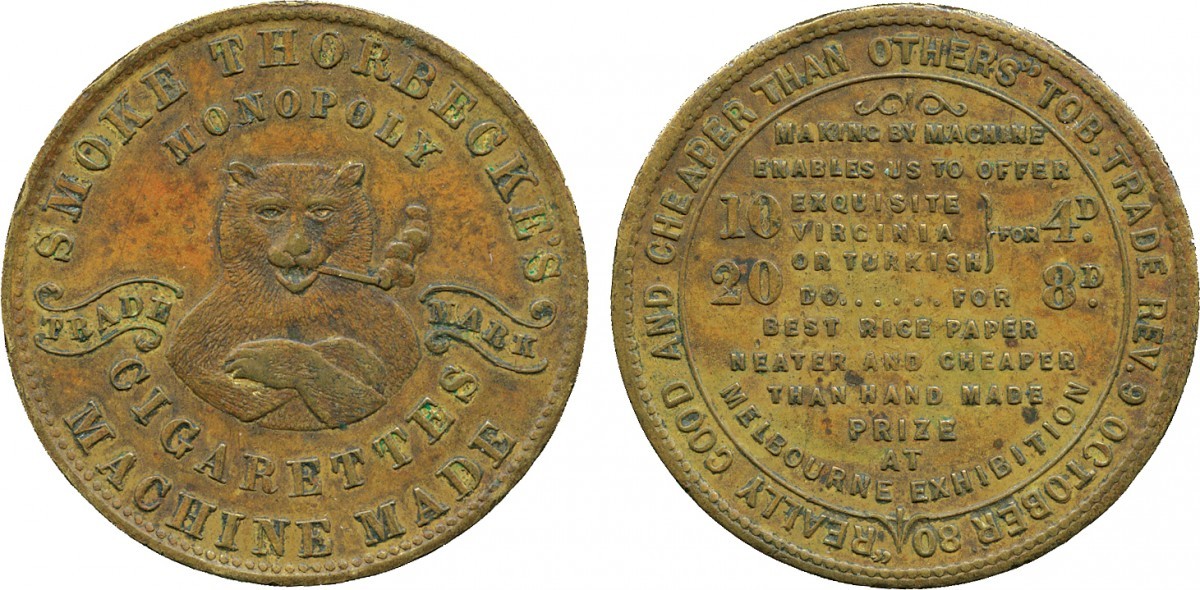 SMOKE THORBECKE'S
MONOPOLY
TRADE MARK
CIGARETTES
MACHINE MADE
"REALLY GOOD AND CHEAPER THAN OTHERS" TOB. TRADE REV. 9 OCTOBER 80
MAKING BY MACHINE
ENABLES US TO OFFER
10 EXQUISITE VIRGINIA OR TURKISH } FOR 4D.
20 DO...... FOR 8D.
BEST RICE PAPER
NEATER AND CHEAPER
THAN HAND MADE
PRIZE
AT
MELBOURNE EXHIBITION